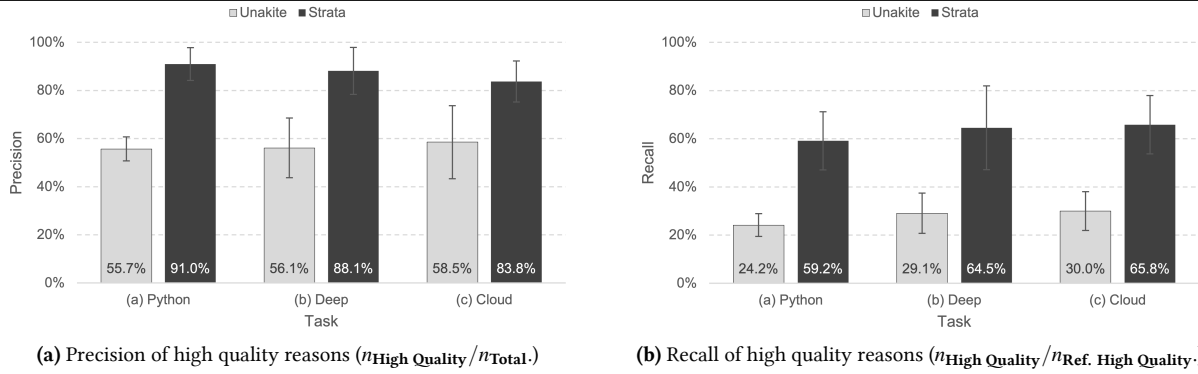 Unakite Strata
100%
80%
60%
40%
20%
0%
Precision
55.7% 91.0% 56.1% 88.1% 58.5% 83.8%
(a) Python (b) Deep (c) Cloud
Task
(a) Precision of high quality reasons (nHigh Quality/nTotal.)
Unakite Strata
100%
80%
60%
40%
20%
0%
Recall
24.2% 59.2% 29.1% 64.5% 30.0% 65.8%
(a) Python (b) Deep (c) Cloud
Task
(b) Recall of high quality reasons (nHigh Quality/nRef. High Quality.